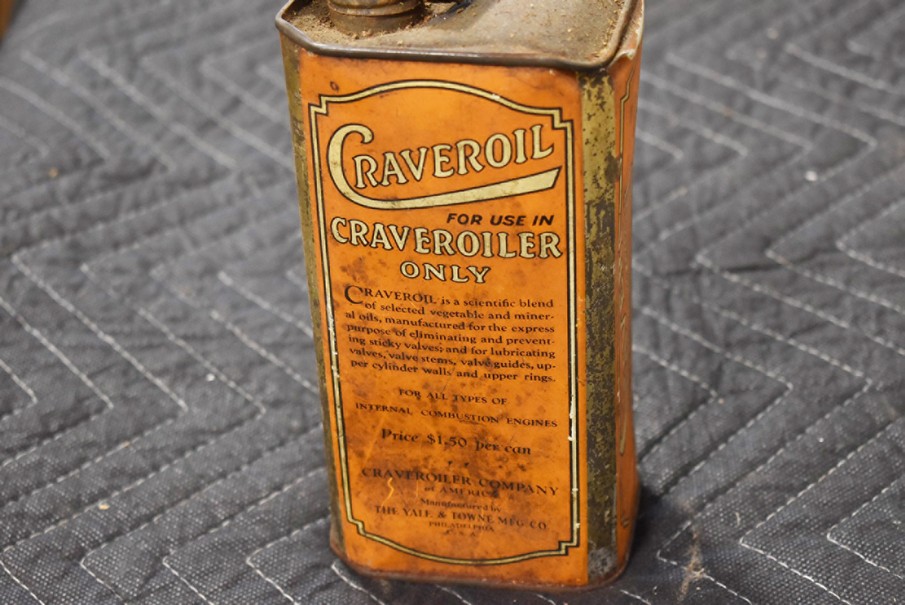 CRAVEROIL
FOR USE IN
CRAVEROILER
ONLY
CRAVEROIL is a scientific blend
of selected vegetable and miner-
al oils, manufactured for the express
purpose of eliminating and prevent-
ing sticky valves; and for lubricating
valves, valve stems, valve guides, up-
per cylinder walls and upper rings.
FOR ALL TYPES OF
INTERNAL COMBUSTION ENGINES
Price $1.50 per can
CRAVEROILER COMPANY
of AMERICA
Manufactured by
THE YALE & TOWNE MFG. CO.
PHILADELPHIA
U.S.A.